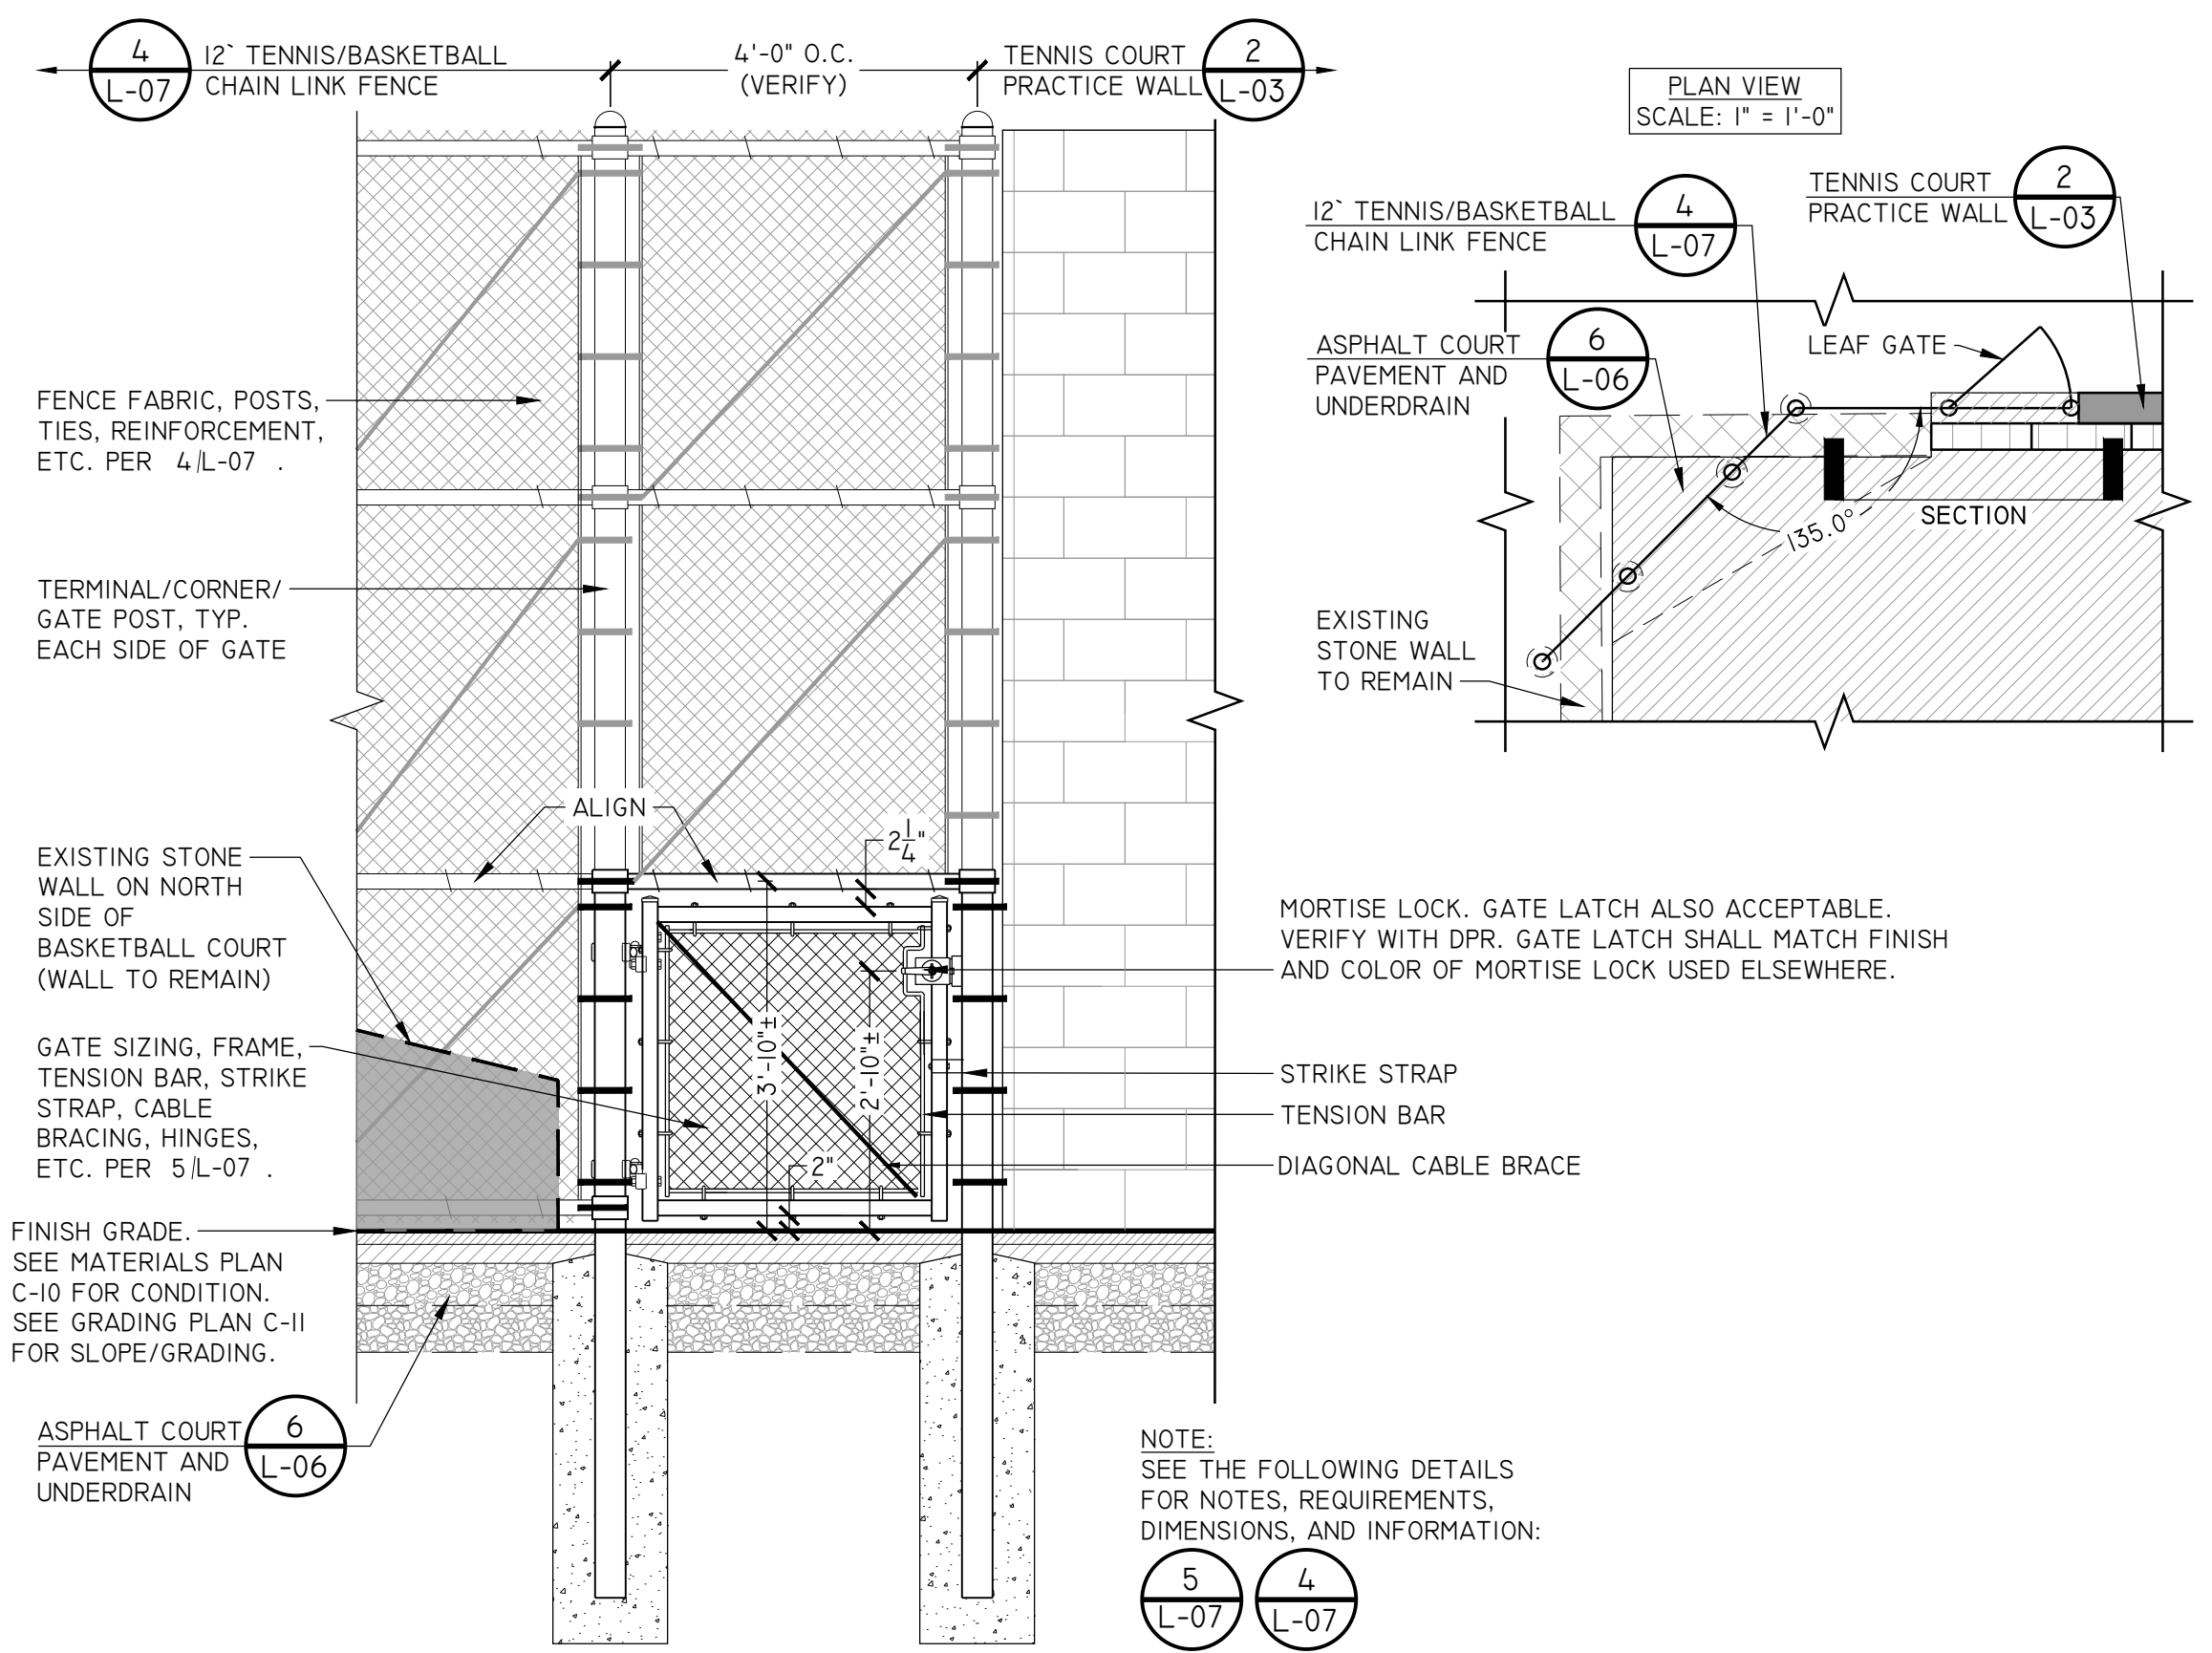 4
L-07
12` TENNIS/BASKETBALL
CHAIN LINK FENCE
4'-0" O.C.
(VERIFY)
TENNIS COURT
PRACTICE WALL
2
L-03
FENCE FABRIC, POSTS,
TIES, REINFORCEMENT,
ETC. PER 4/L-07 .
TERMINAL/CORNER/
GATE POST, TYP.
EACH SIDE OF GATE
ALIGN
2 1/4"
EXISTING STONE
WALL ON NORTH
SIDE OF
BASKETBALL COURT
(WALL TO REMAIN)
GATE SIZING, FRAME,
TENSION BAR, STRIKE
STRAP, CABLE
BRACING, HINGES,
ETC. PER 5/L-07 .
3'-10"±
2'-10"±
2"
FINISH GRADE.
SEE MATERIALS PLAN
C-10 FOR CONDITION.
SEE GRADING PLAN C-11
FOR SLOPE/GRADING.
ASPHALT COURT
PAVEMENT AND
UNDERDRAIN
6
L-06
MORTISE LOCK. GATE LATCH ALSO ACCEPTABLE.
VERIFY WITH DPR. GATE LATCH SHALL MATCH FINISH
AND COLOR OF MORTISE LOCK USED ELSEWHERE.
STRIKE STRAP
TENSION BAR
DIAGONAL CABLE BRACE
NOTE:
SEE THE FOLLOWING DETAILS
FOR NOTES, REQUIREMENTS,
DIMENSIONS, AND INFORMATION:
5
L-07
4
L-07
PLAN VIEW
SCALE: 1" = 1'-0"
12` TENNIS/BASKETBALL
CHAIN LINK FENCE
4
L-07
TENNIS COURT
PRACTICE WALL
2
L-03
ASPHALT COURT
PAVEMENT AND
UNDERDRAIN
6
L-06
LEAF GATE
135.0°
SECTION
EXISTING
STONE WALL
TO REMAIN